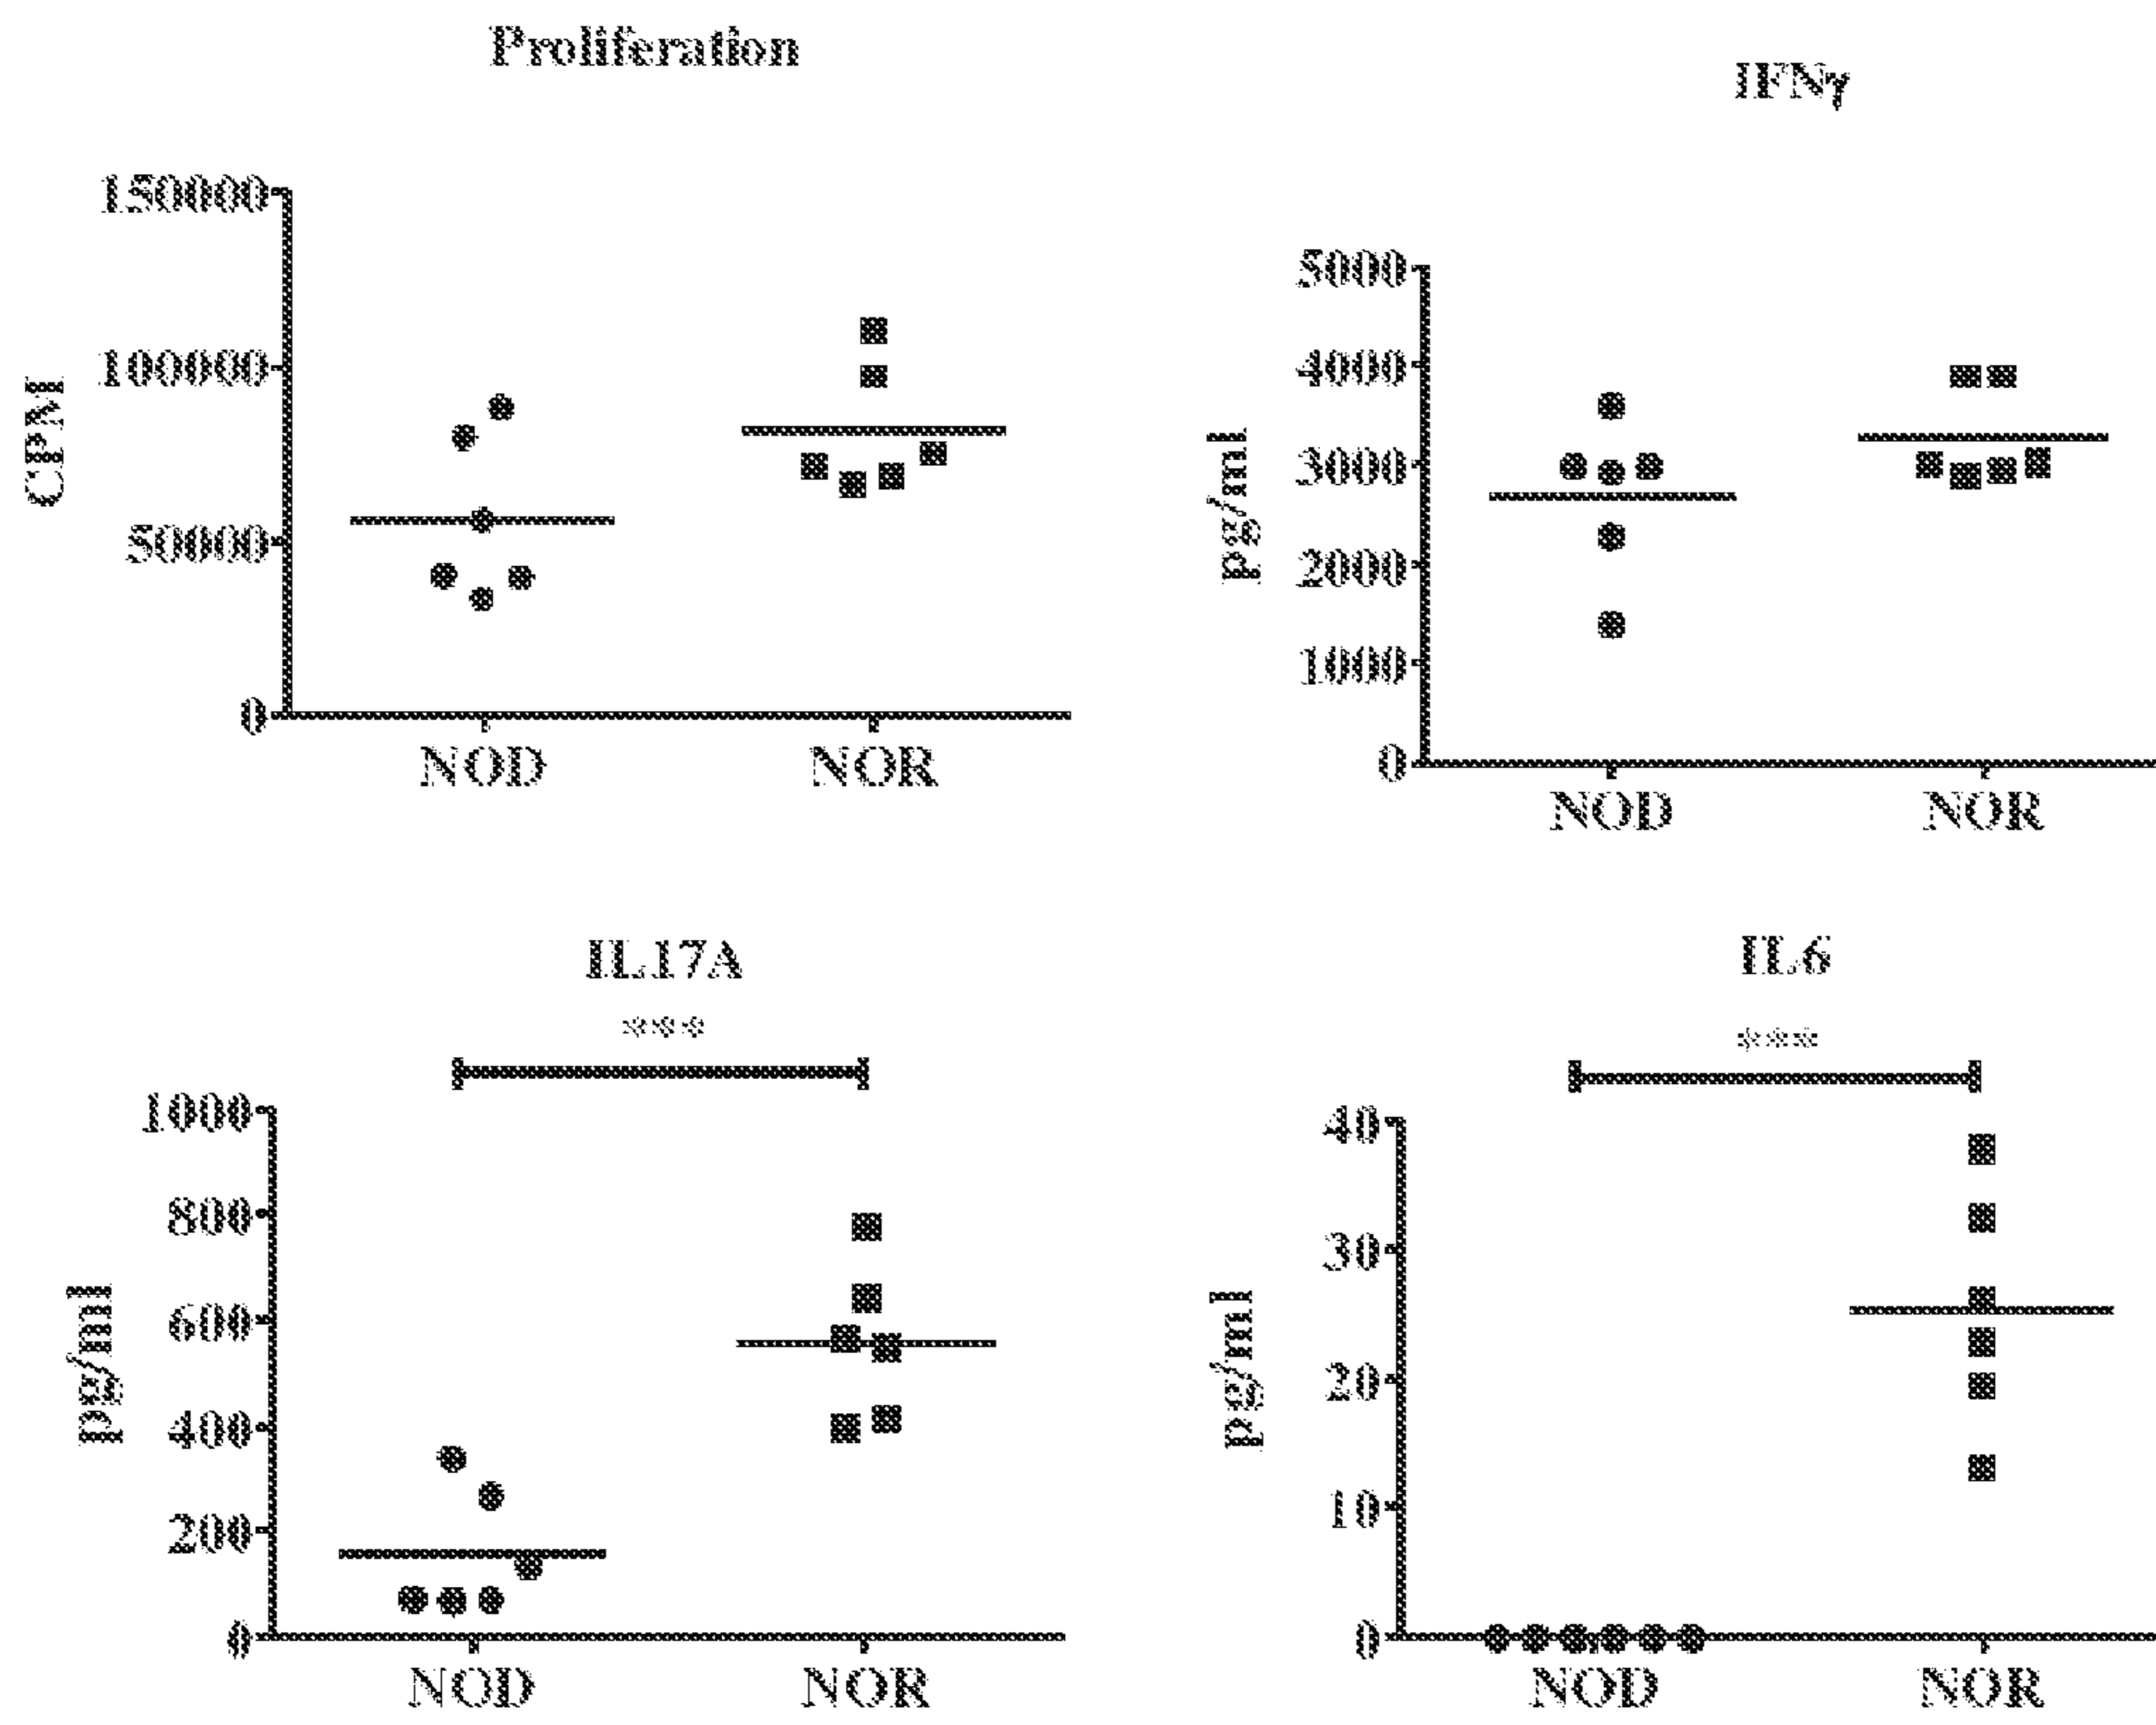 Proliferation
CPM
150000
100000
50000
0
NOD NOR
IFNγ
pg/ml
5000
4000
3000
2000
1000
0
NOD NOR
IL17A
***
pg/ml
1000
800
600
400
200
0
NOD NOR
IL6
***
pg/ml
40
30
20
10
0
NOD NOR